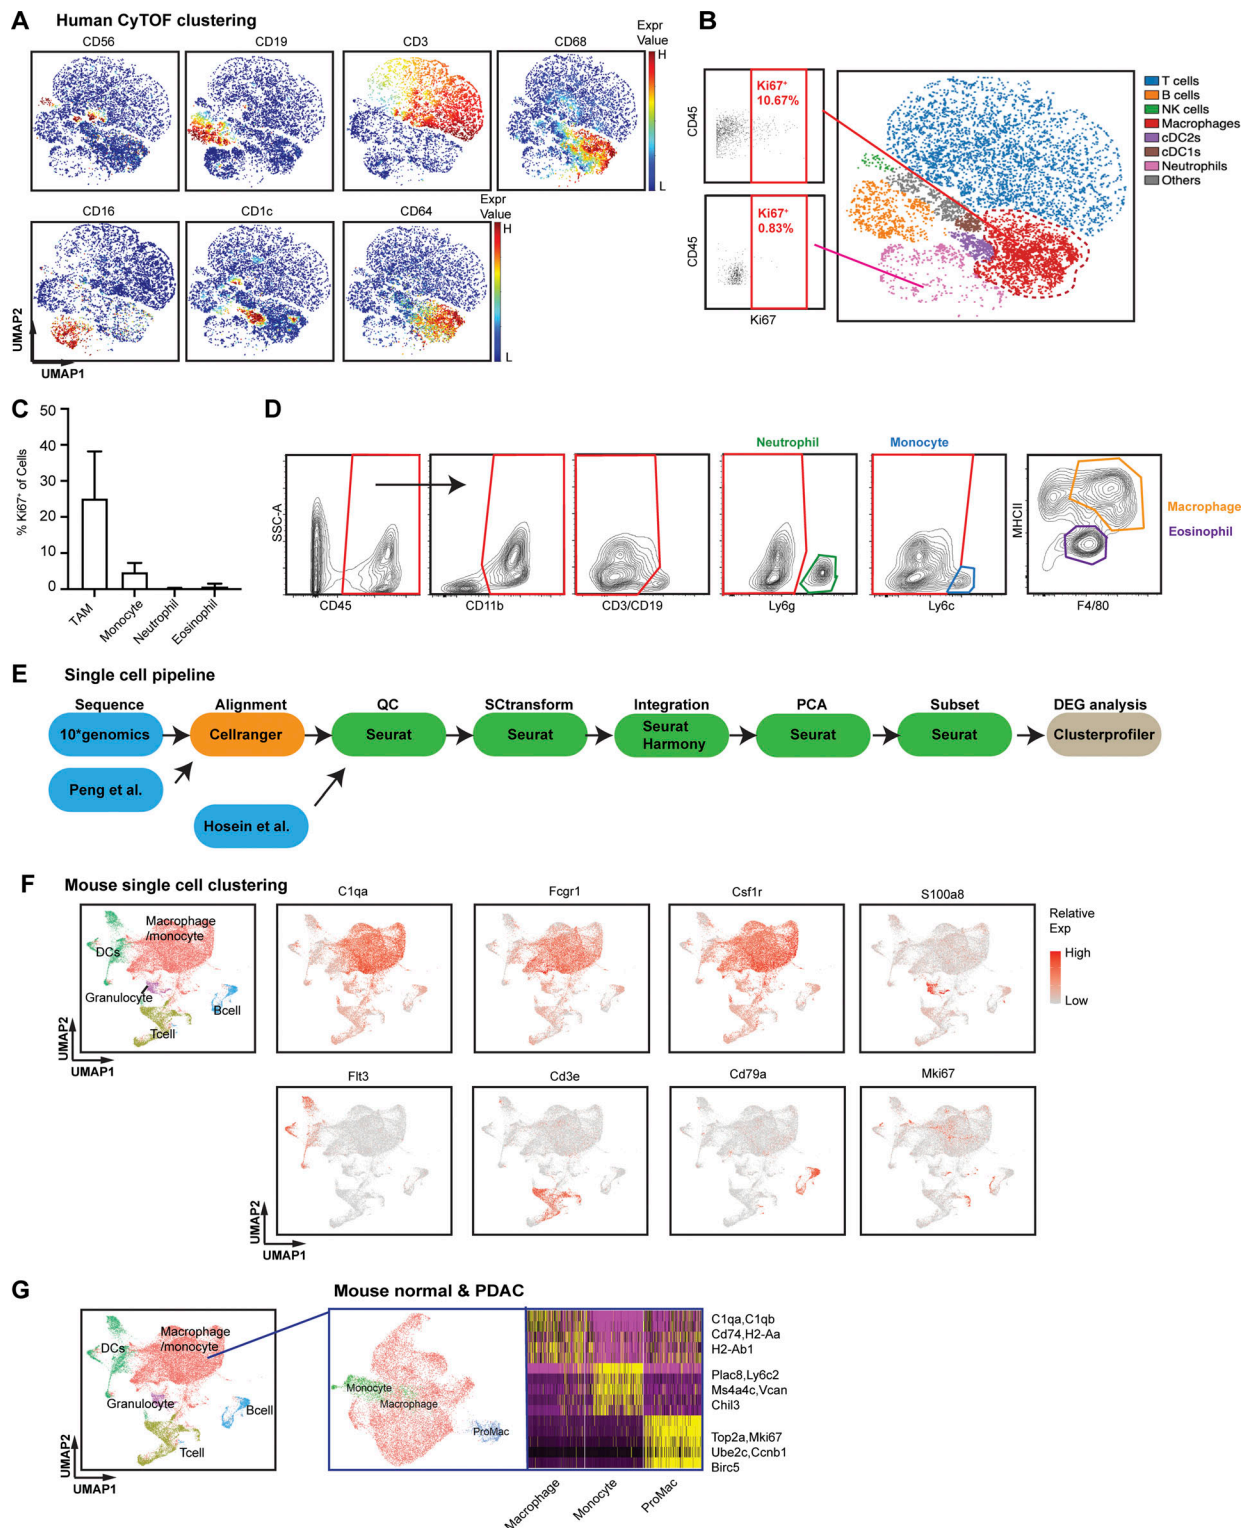 A Human CyTOF clustering
CD56
CD19
CD3
CD68
Expr
Value
H
L
CD16
CD1c
CD64
Expr
Value
H
L
UMAP2
UMAP1
B
CD45
Ki67+
10.67%
CD45
Ki67+
0.83%
Ki67
T cells
B cells
NK cells
Macrophages
cDC2s
cDC1s
Neutrophils
Others
C
% Ki67+ of Cells
50
40
30
20
10
0
TAM
Monocyte
Neutrophil
Eosinophil
D
Neutrophil
Monocyte
SSC-A
CD45
CD11b
CD3/CD19
Ly6g
Ly6c
MHCII
F4/80
Macrophage
Eosinophil
E Single cell pipeline
Sequence
Alignment
QC
SCtransform
Integration
PCA
Subset
DEG analysis
10*genomics
Cellranger
Seurat
Seurat
Seurat
Harmony
Seurat
Seurat
Clusterprofiler
Peng et al.
Hosein et al.
F Mouse single cell clustering
Macrophage
/monocyte
DCs
Granulocyte
Bcell
Tcell
UMAP2
UMAP1
C1qa
Fcgr1
Csf1r
S100a8
Relative
Exp
High
Low
Flt3
Cd3e
Cd79a
Mki67
UMAP2
UMAP1
G
Mouse normal & PDAC
Macrophage
/monocyte
DCs
Granulocyte
Bcell
Tcell
UMAP2
UMAP1
Monocyte
Macrophage
ProMac
C1qa,C1qb
Cd74,H2-Aa
H2-Ab1
Plac8,Ly6c2
Ms4a4c,Vcan
Chil3
Top2a,Mki67
Ube2c,Ccnb1
Birc5
Macrophage
Monocyte
ProMac